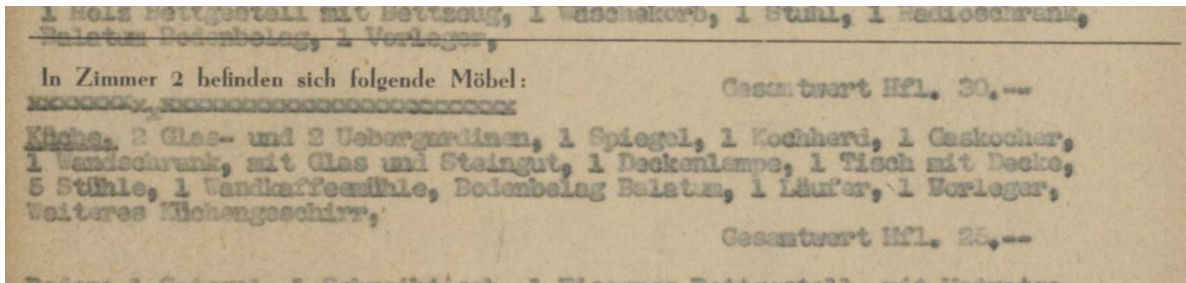 1 Holz Bettgestell mit Bettzeug, 1 Waschekorb, 1 Stuhl, 1 Radioschrank,
Balatum Bodenbelag, 1 Vorleger,
In Zimmer 2 befinden sich folgende Möbel:
Gesamtwert Hfl. 30.--
xxxxxxxxxxxxxxxxxxxxxxxxxxxxxxxxxxx
Küche. 2 Glas- und 2 Uebergardinen, 1 Spiegel, 1 Kochherd, 1 Gaskocher,
1 Wandschrank, mit Glas und Steingut, 1 Deckenlampe, 1 Tisch mit Decke,
5 Stühle, 1 Wandkaffeemühle, Bodenbelag Balatum, 1 Läufer, 1 Vorleger,
Weiteres Küchengeschirr,
Gesamtwert Hfl. 25.--